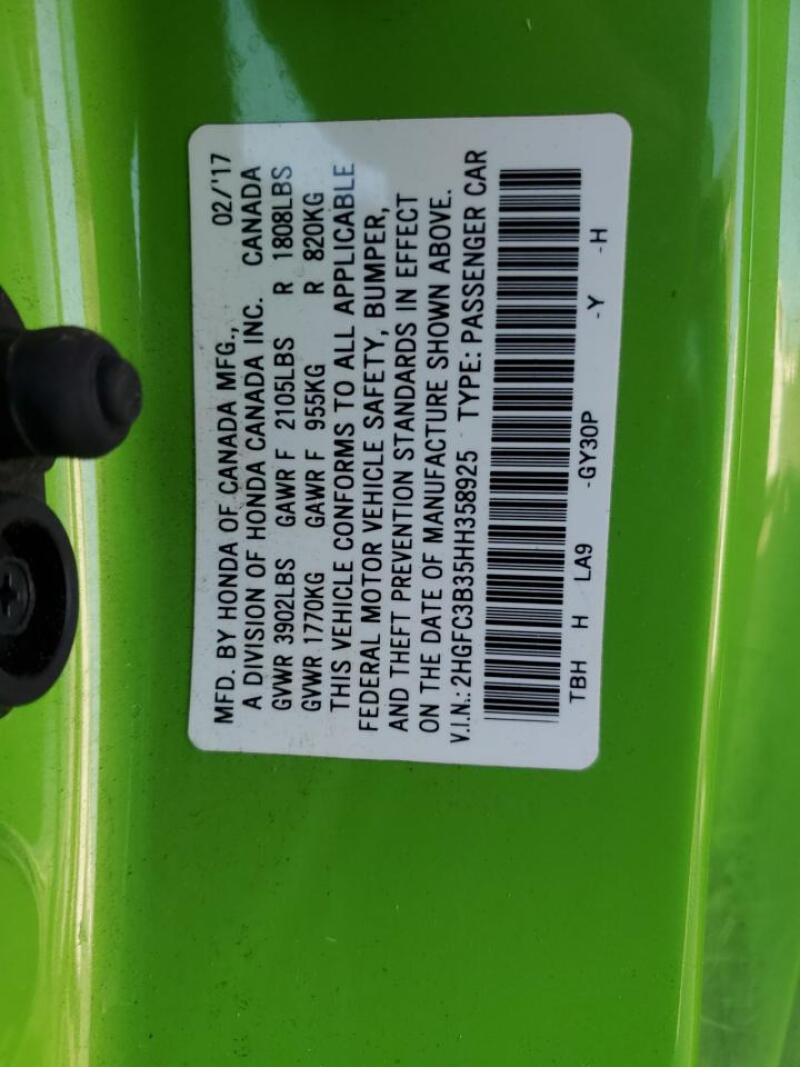 MFD. BY HONDA OF CANADA MFG., 02/'17
A DIVISION OF HONDA CANADA INC. CANADA
GVWR 3902LBS GAWR F 2105LBS R 1808LBS
GVWR 1770KG GAWR F 955KG R 820KG
THIS VEHICLE CONFORMS TO ALL APPLICABLE
FEDERAL MOTOR VEHICLE SAFETY, BUMPER,
AND THEFT PREVENTION STANDARDS IN EFFECT
ON THE DATE OF MANUFACTURE SHOWN ABOVE.
V.I.N.: 2HGFC3B35HH358925 TYPE: PASSENGER CAR
TBH H LA9 -GY30P -Y -H